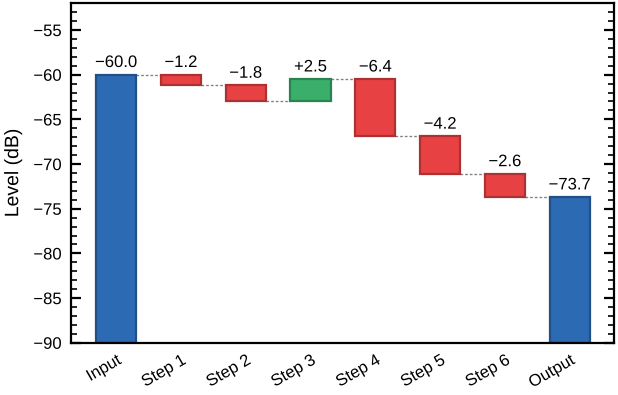 −55
−60
−65
−70
−75
−80
−85
−90
Level (dB)
−60.0
−1.2
−1.8
+2.5
−6.4
−4.2
−2.6
−73.7
Input
Step 1
Step 2
Step 3
Step 4
Step 5
Step 6
Output